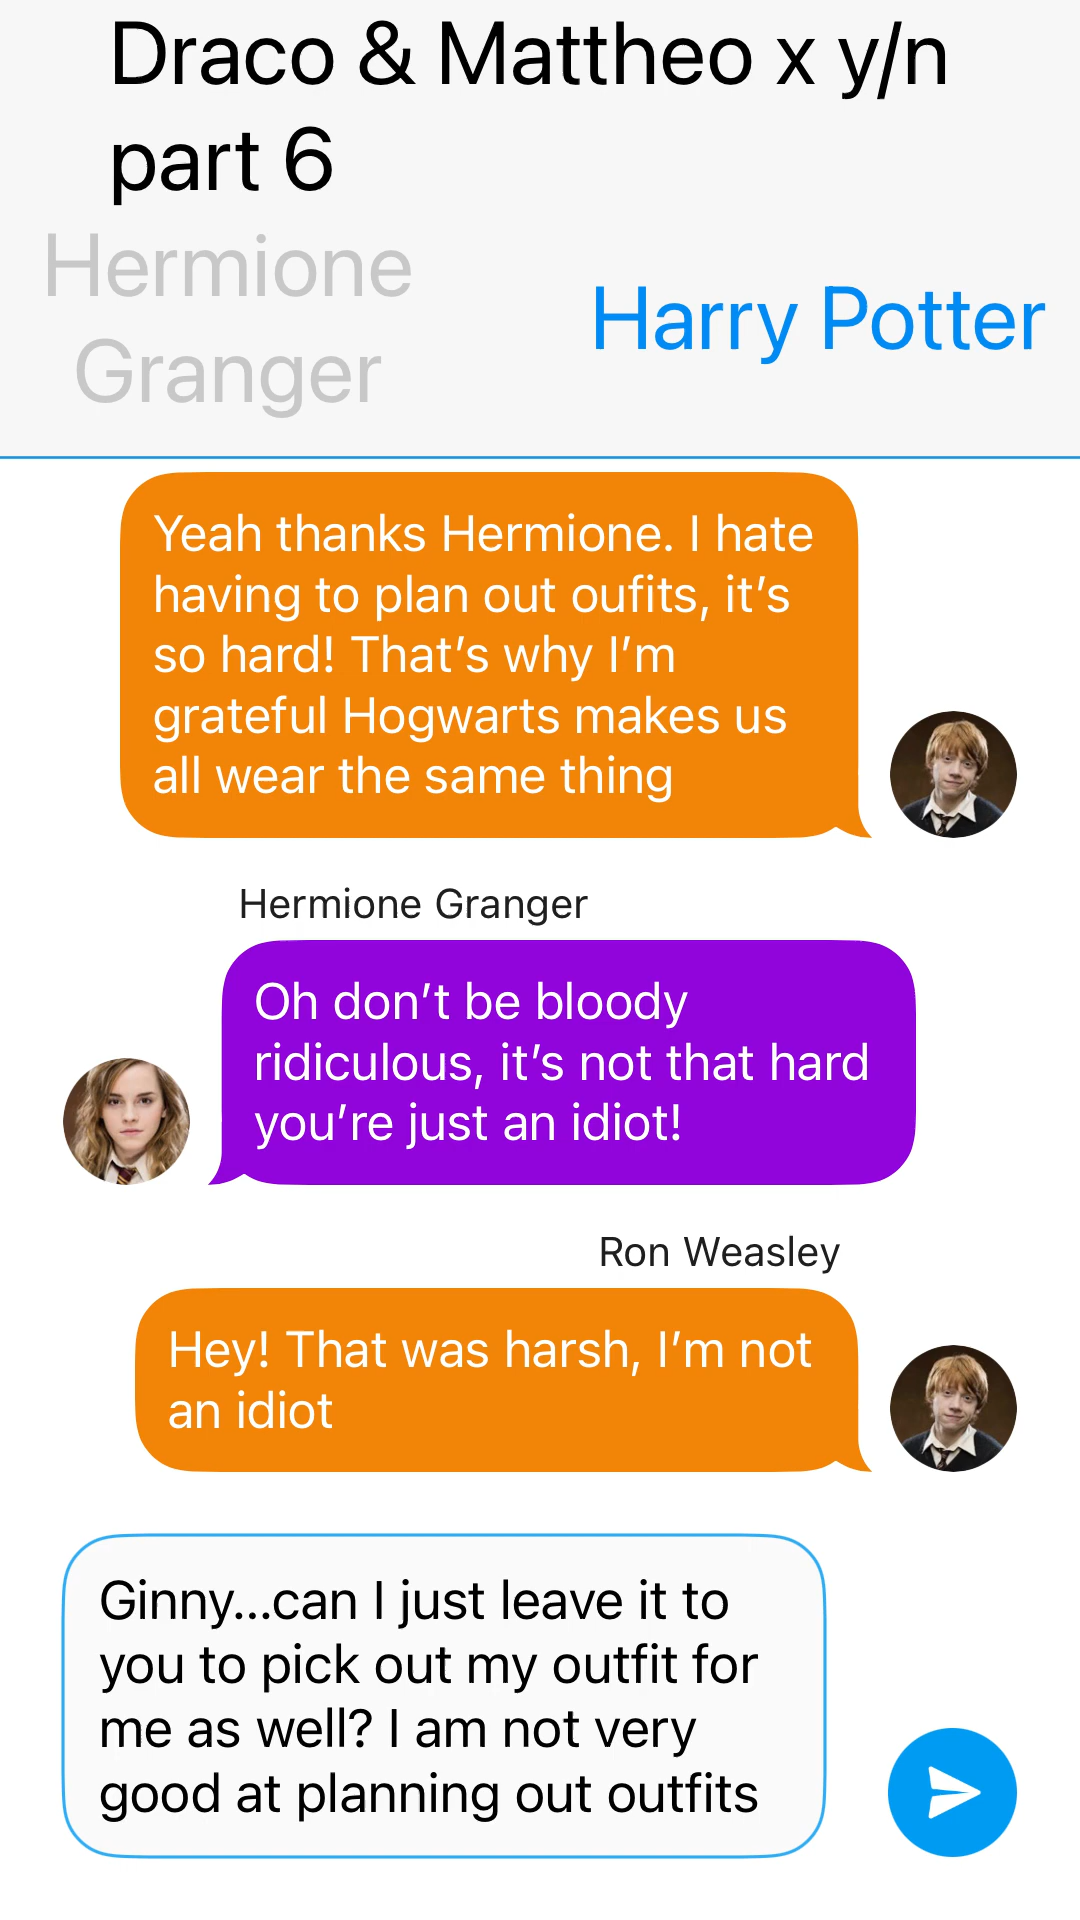 Draco & Mattheo x y/n
part 6
Hermione
Granger
Harry Potter
Yeah thanks Hermione. I hate
having to plan out oufits, it’s
so hard! That’s why I’m
grateful Hogwarts makes us
all wear the same thing
Hermione Granger
Oh don’t be bloody
ridiculous, it’s not that hard
you’re just an idiot!
Ron Weasley
Hey! That was harsh, I’m not
an idiot
Ginny...can I just leave it to
you to pick out my outfit for
me as well? I am not very
good at planning out outfits